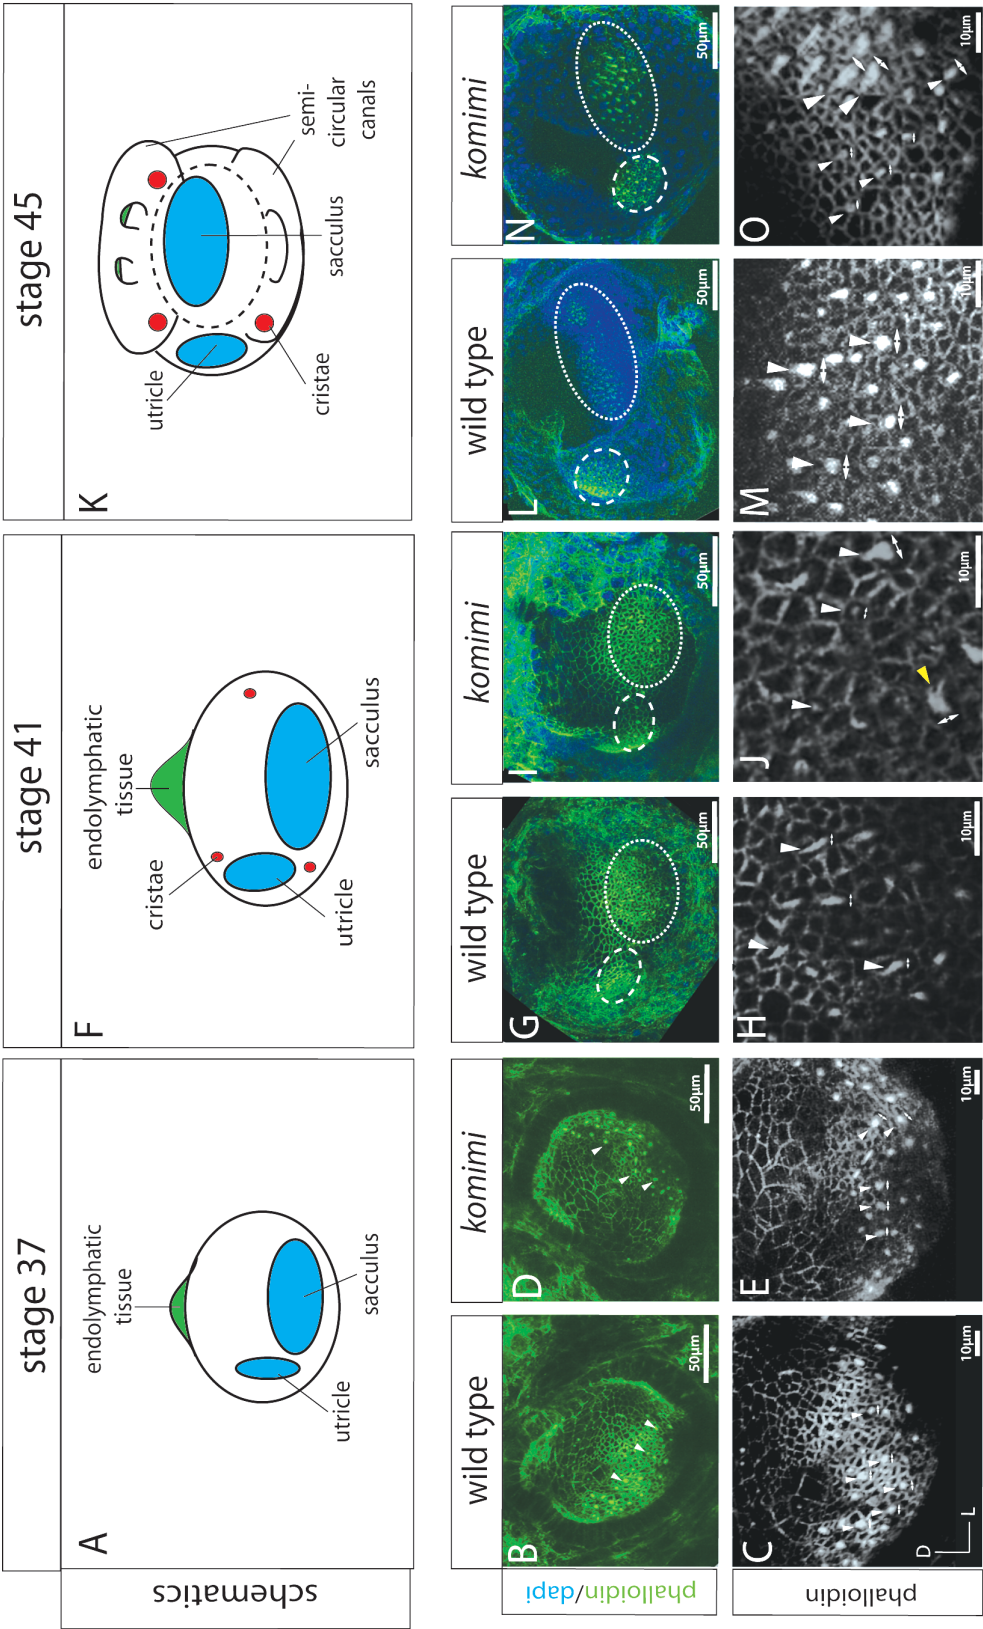 stage 37
stage 41
stage 45
schematics
A
endolymphatic
tissue
utricle
sacculus
F
endolymphatic
tissue
cristae
utricle
sacculus
K
utricle
cristae
sacculus
semi-
circular
canals
wild type
komimi
wild type
komimi
wild type
komimi
phalloidin/dapi
B
50µm
D
50µm
G
50µm
I
50µm
L
50µm
N
50µm
phalloidin
C
D
L
10µm
E
10µm
H
10µm
J
10µm
M
10µm
O
10µm